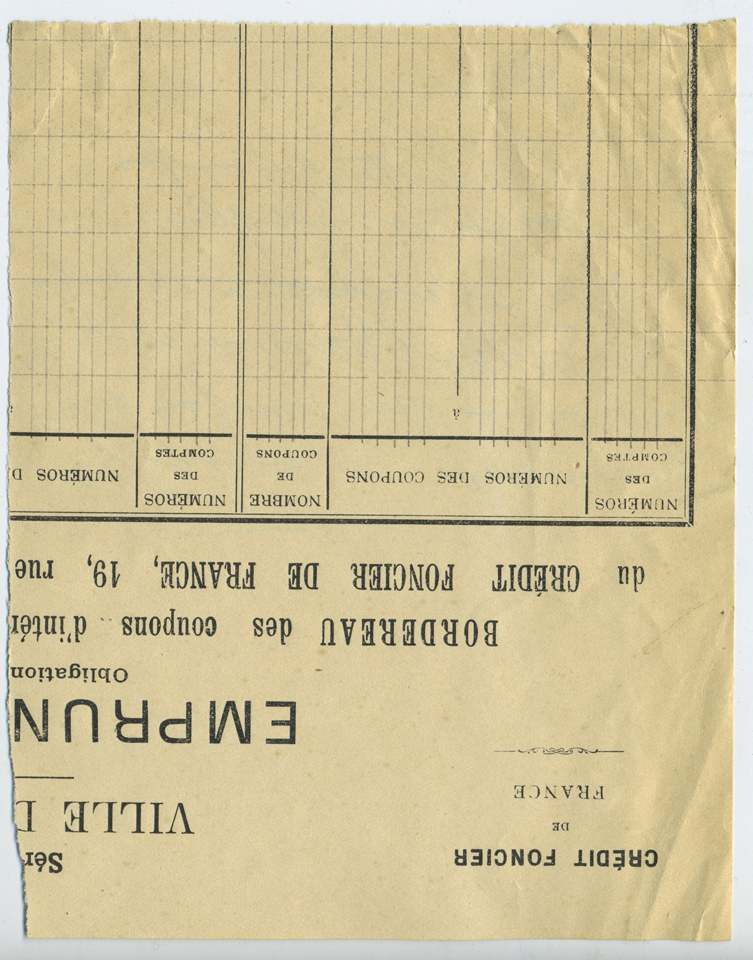 CRÉDIT FONCIER
DE
FRANCE
Sér
VILLE D
EMPRUN
Obligation
BORDEREAU des coupons d'intér
du CRÉDIT FONCIER DE FRANCE, 19, rue
NUMÉROS
DES
COMPTES
NUMÉROS DES COUPONS
NOMBRE
DE
COUPONS
NUMÉROS
DES
COMPTES
NUMÉROS D
à